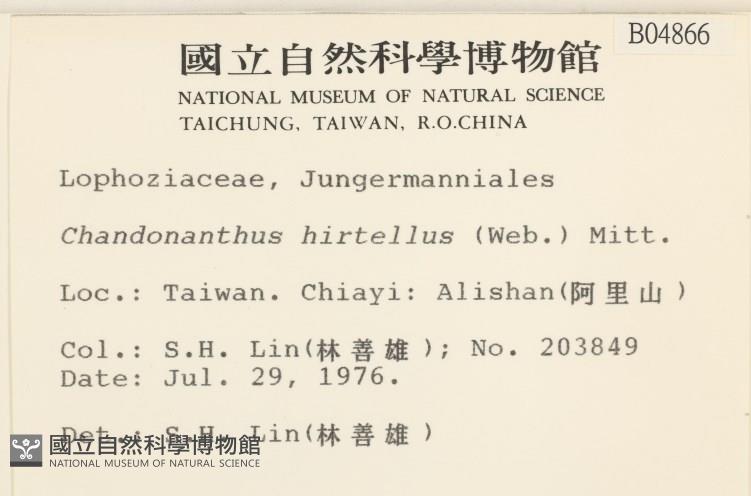 B04866
國立自然科學博物館
NATIONAL MUSEUM OF NATURAL SCIENCE
TAICHUNG, TAIWAN, R.O.CHINA
Lophoziaceae, Jungermanniales
Chandonanthus hirtellus (Web.) Mitt.
Loc.: Taiwan. Chiayi: Alishan(阿里山)
Col.: S.H. Lin(林善雄); No. 203849
Date: Jul. 29, 1976.
Det.: S.H. Lin(林善雄)
國立自然科學博物館
NATIONAL MUSEUM OF NATURAL SCIENCE